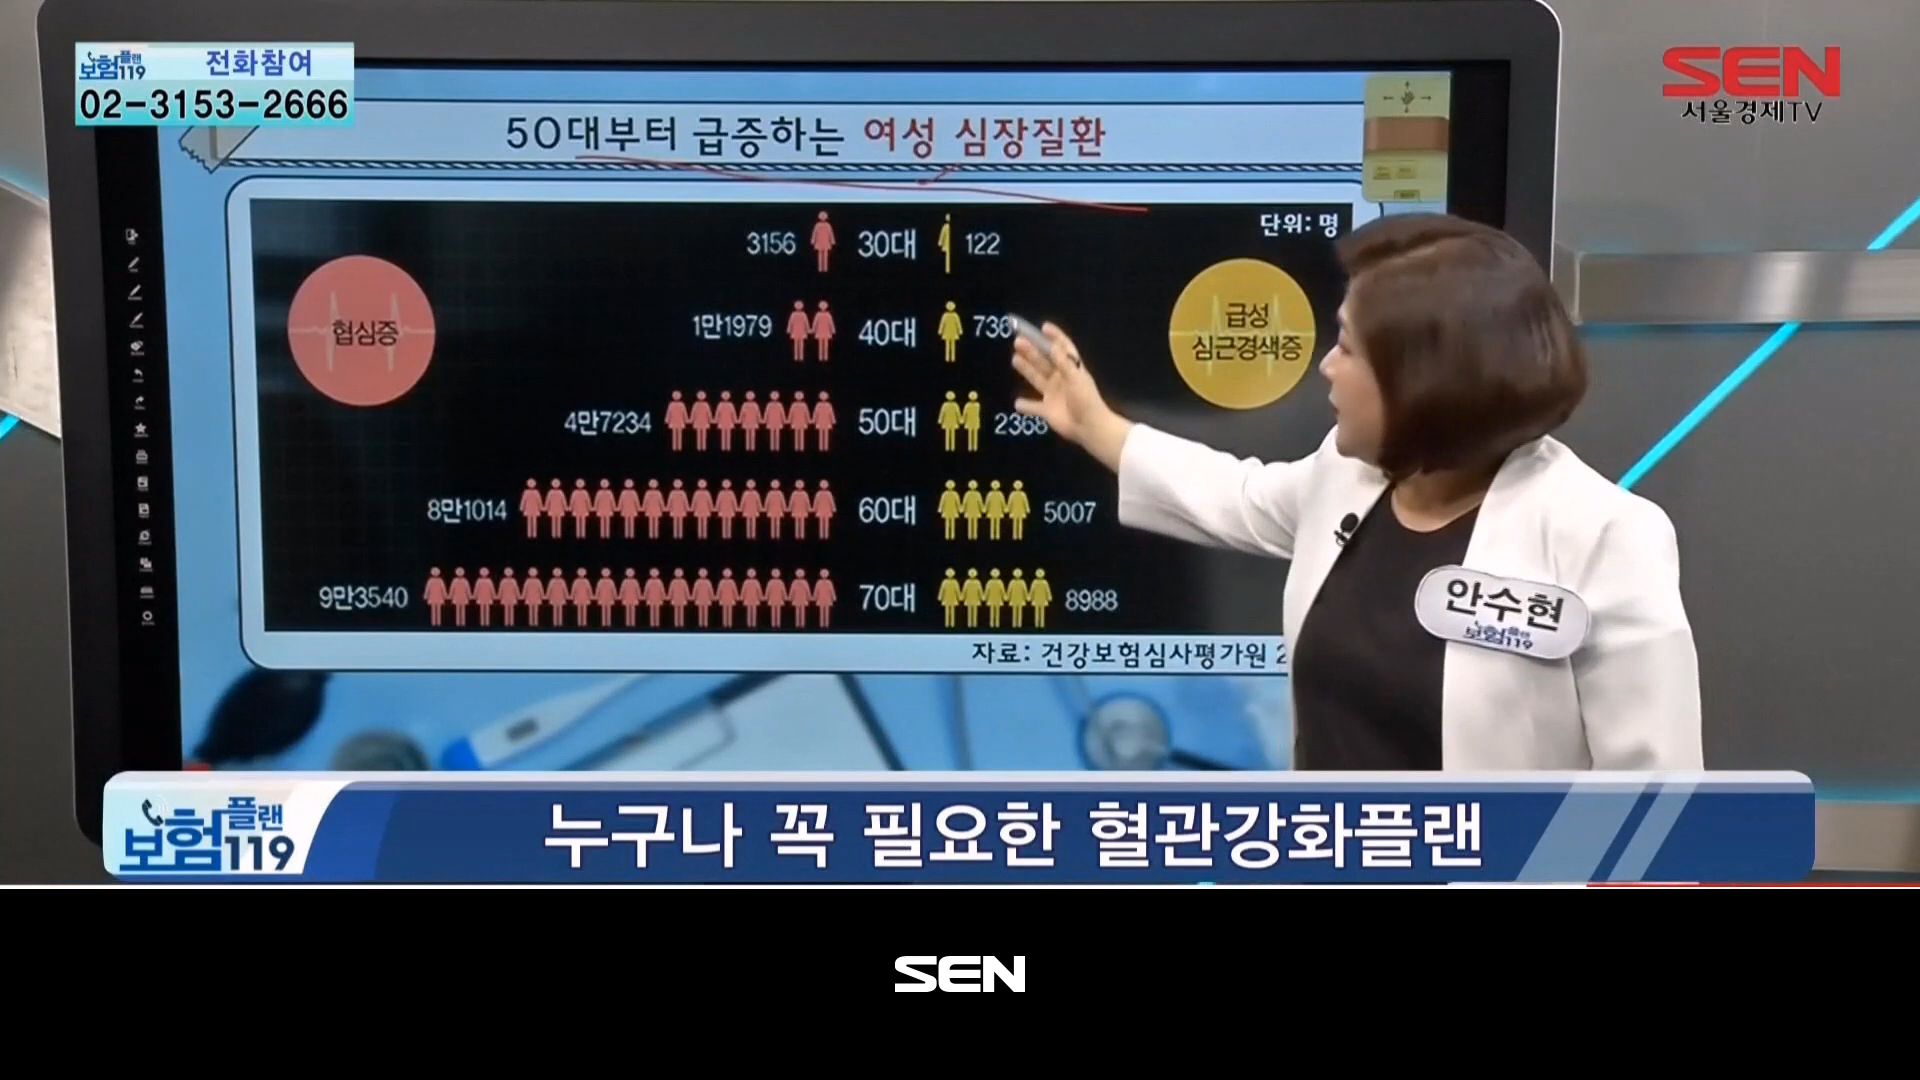 보험플랜119 전화참여
02-3153-2666
SEN
서울경제TV
50대부터 급증하는 여성 심장질환
단위: 명
협심증
급성
심근경색증
3156 30대 122
1만1979 40대 736
4만7234 50대 2368
8만1014 60대 5007
9만3540 70대 8988
자료: 건강보험심사평가원
안수현
보험플랜119
보험플랜119
누구나 꼭 필요한 혈관강화플랜
SEN